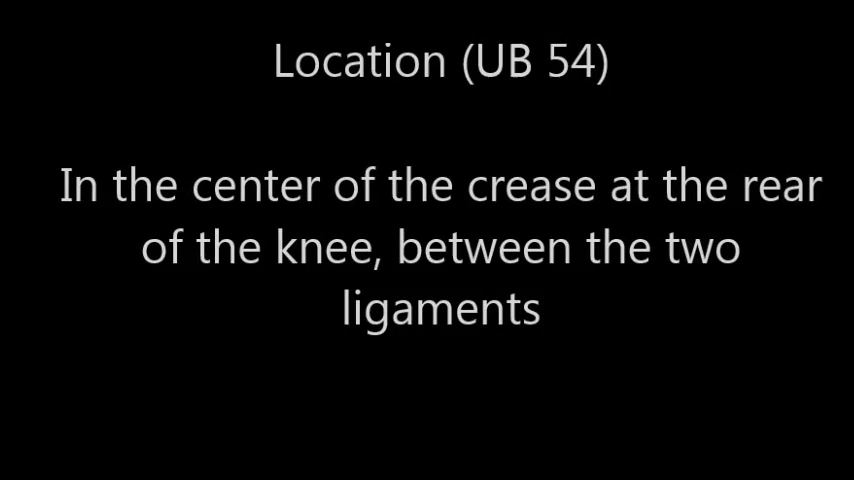 Location (UB 54)
In the center of the crease at the rear
of the knee, between the two
ligaments